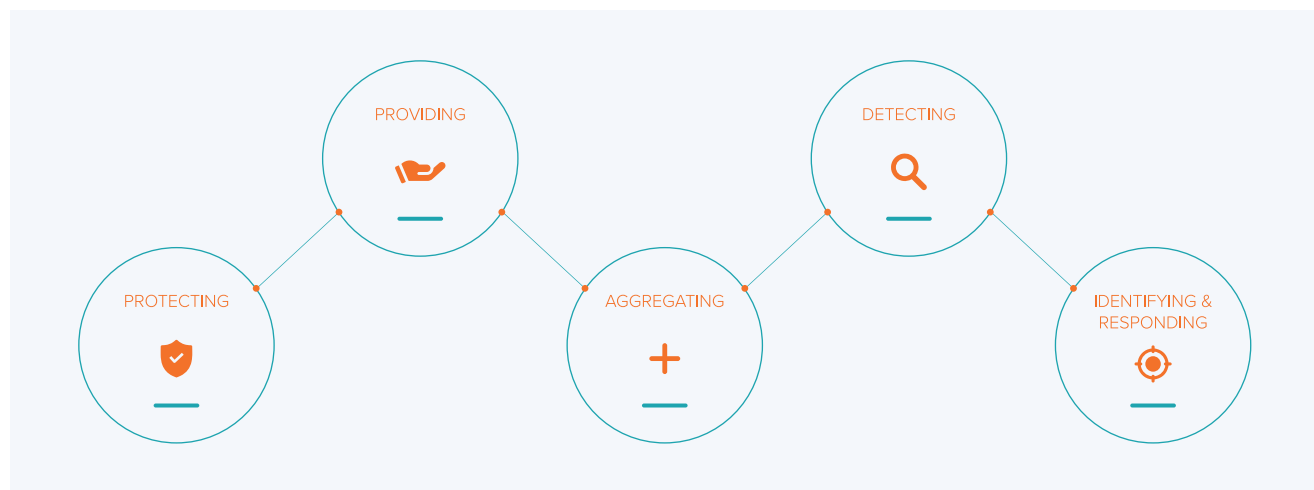 PROTECTING
PROVIDING
AGGREGATING
DETECTING
IDENTIFYING &
RESPONDING